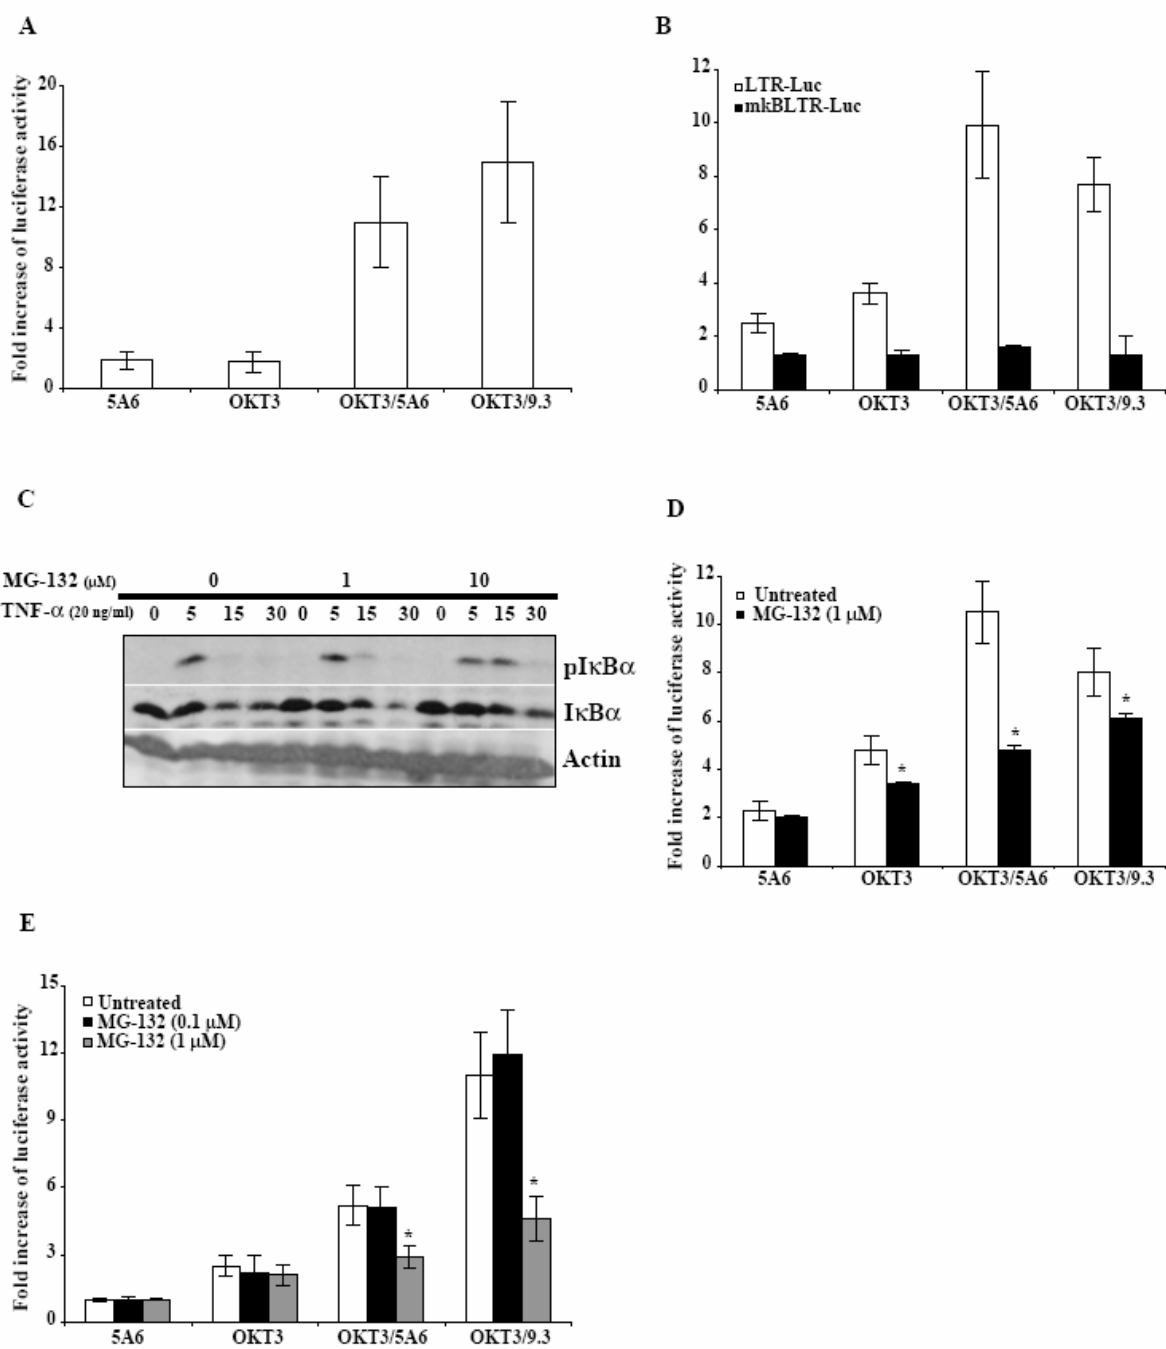 A
Fold increase of luciferase activity
20
16
12
8
4
0
5A6 OKT3 OKT3/5A6 OKT3/9.3
B
12
10
8
6
4
2
0
LTR-Luc
mkBLTR-Luc
5A6 OKT3 OKT3/5A6 OKT3/9.3
C
MG-132 (μM) 0 1 10
TNF-α (20 ng/ml) 0 5 15 30 0 5 15 30 0 5 15 30
pIκBα
IκBα
Actin
D
Fold increase of luciferase activity
12
10
8
6
4
2
0
Untreated
MG-132 (1 μM)
*
*
*
5A6 OKT3 OKT3/5A6 OKT3/9.3
E
Fold increase of luciferase activity
15
12
9
6
3
0
Untreated
MG-132 (0.1 μM)
MG-132 (1 μM)
*
*
5A6 OKT3 OKT3/5A6 OKT3/9.3